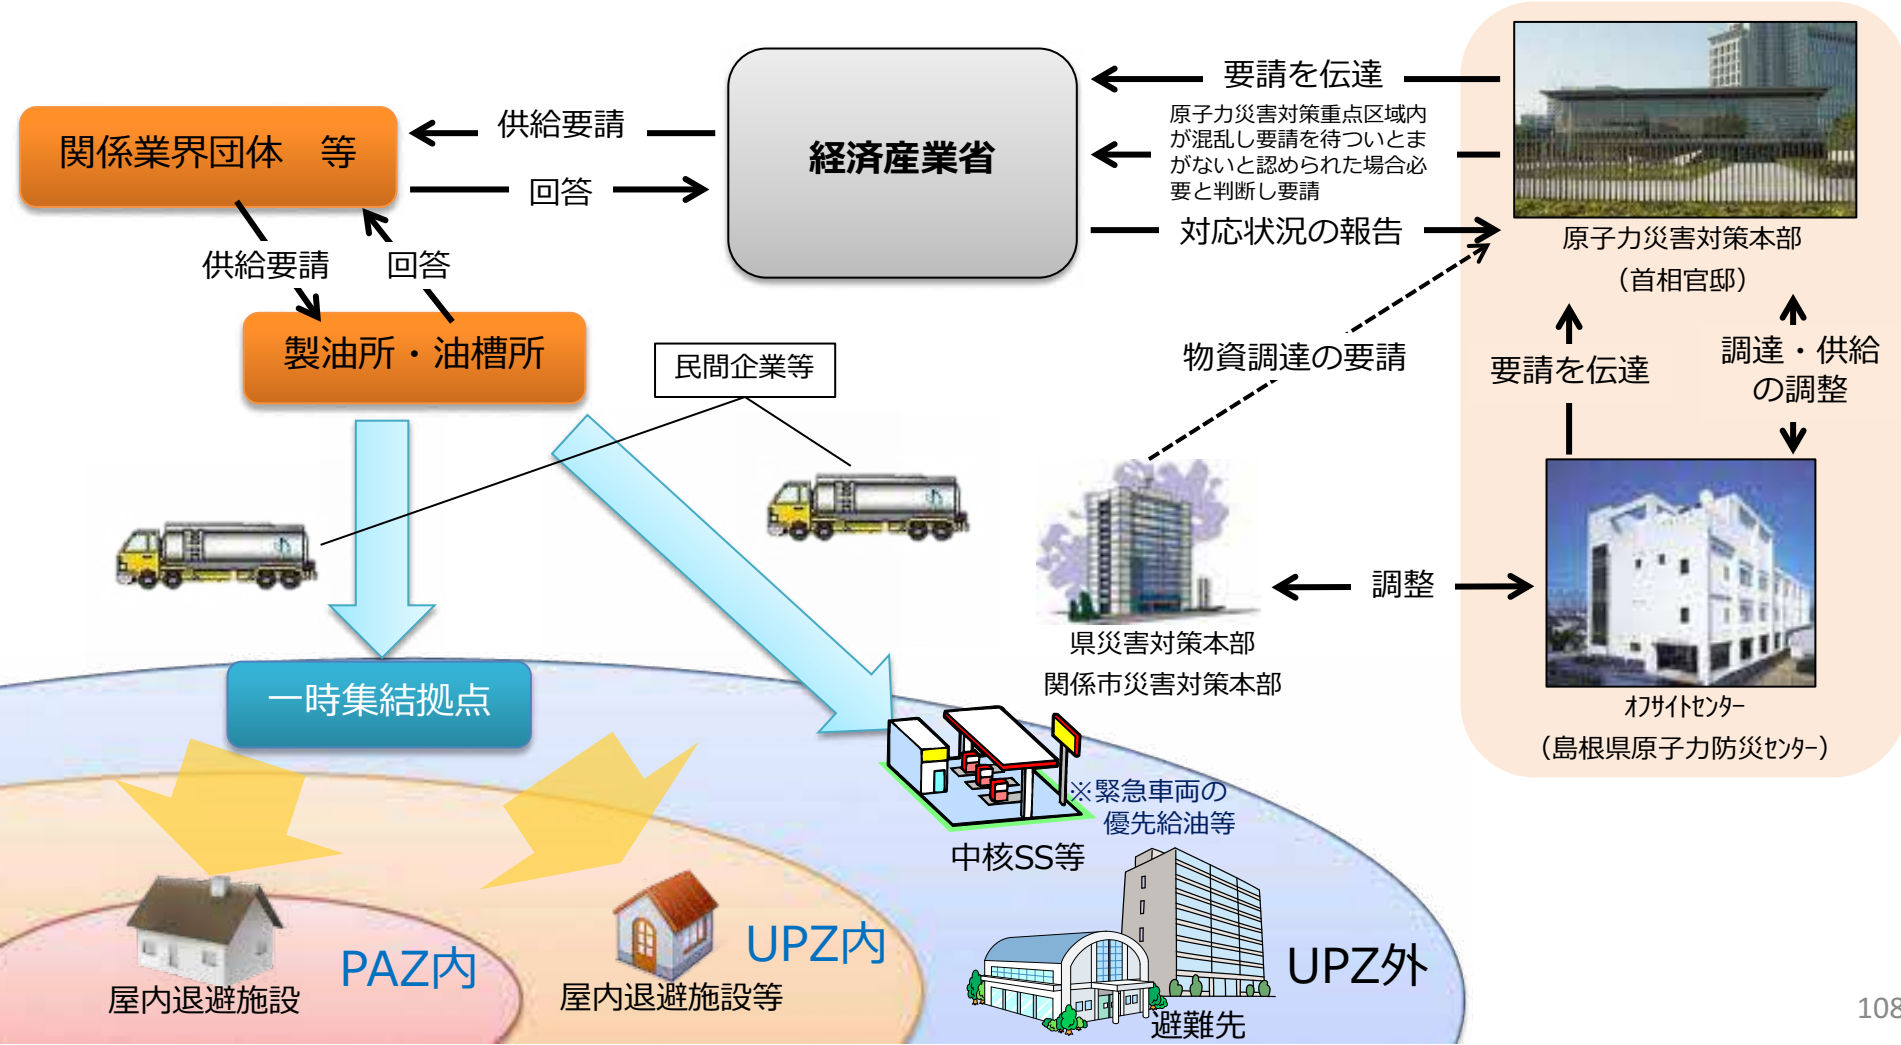 要請を伝達
原子力災害対策重点区域内
が混乱し要請を待ついとま
がないと認められた場合必
要と判断し要請
対応状況の報告
経済産業省
供給要請
回答
関係業界団体　等
供給要請
回答
製油所・油槽所
民間企業等
原子力災害対策本部
（首相官邸）
物資調達の要請
要請を伝達
調達・供給
の調整
調整
県災害対策本部
関係市災害対策本部
オフサイトセンター
（島根県原子力防災センター）
一時集結拠点
※緊急車両の
優先給油等
中核SS等
PAZ内
屋内退避施設
UPZ内
屋内退避施設等
UPZ外
避難先
108